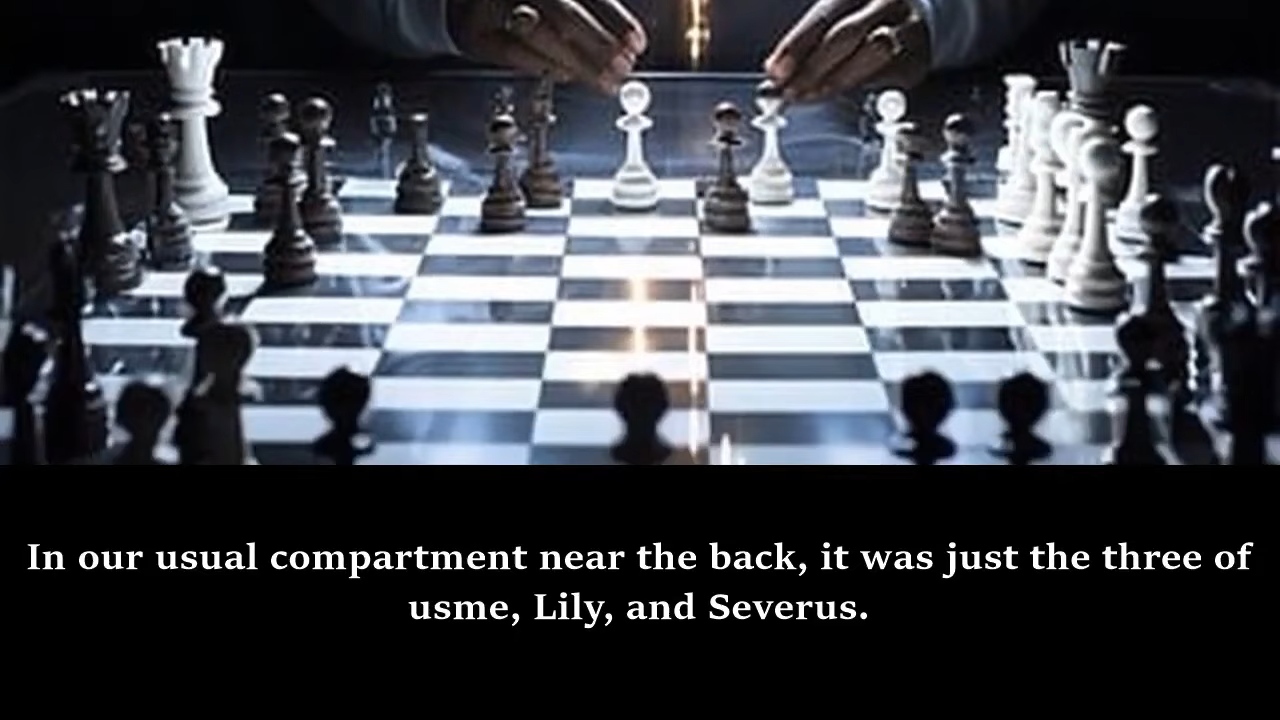 In our usual compartment near the back, it was just the three of
usme, Lily, and Severus.